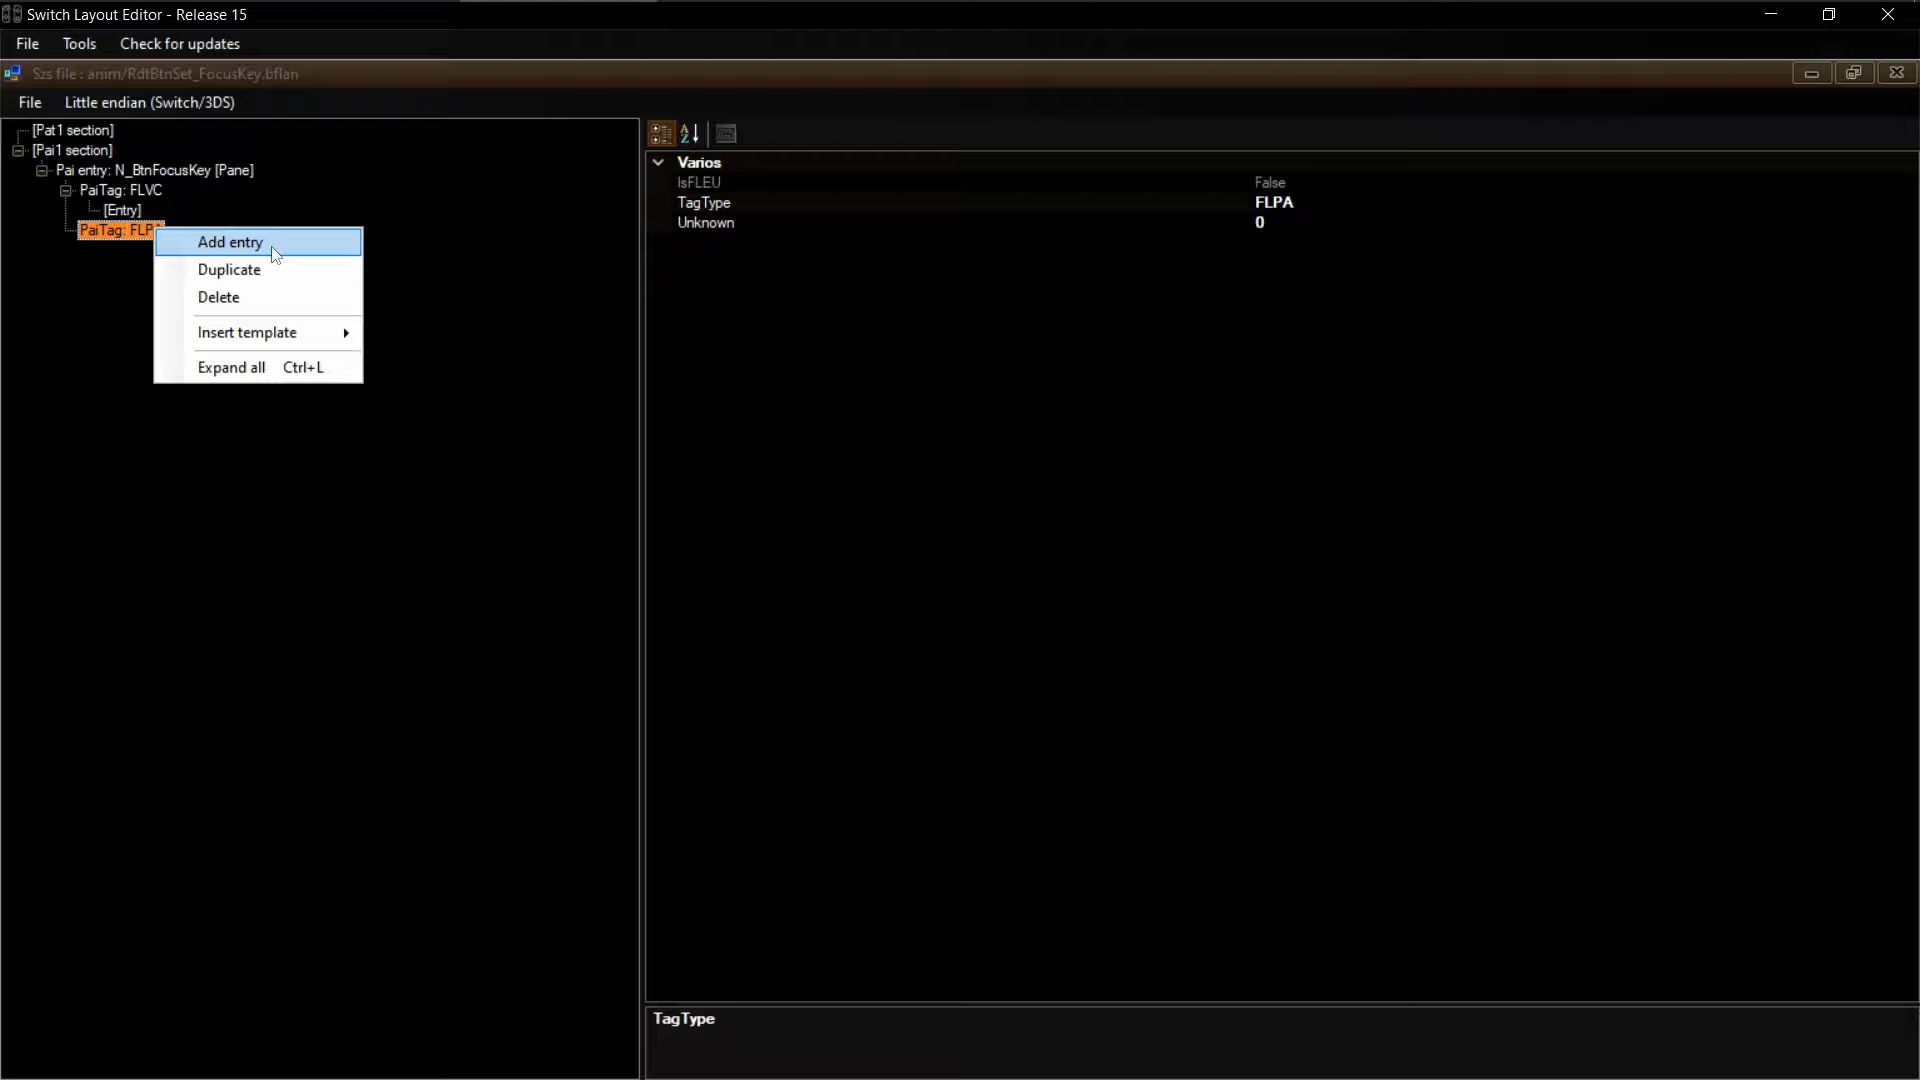 Switch Layout Editor - Release 15
File Tools Check for updates
Szs file : anim/RdtBtnSet_FocusKey.bflan
File Little endian (Switch/3DS)
[Pat1 section]
[Pai1 section]
Pai entry: N_BtnFocusKey [Pane]
PaiTag: FLVC
[Entry]
PaiTag: FLP
Add entry
Duplicate
Delete
Insert template
Expand all Ctrl+L
Varios
IsFLEU False
TagType FLPA
Unknown 0
TagType